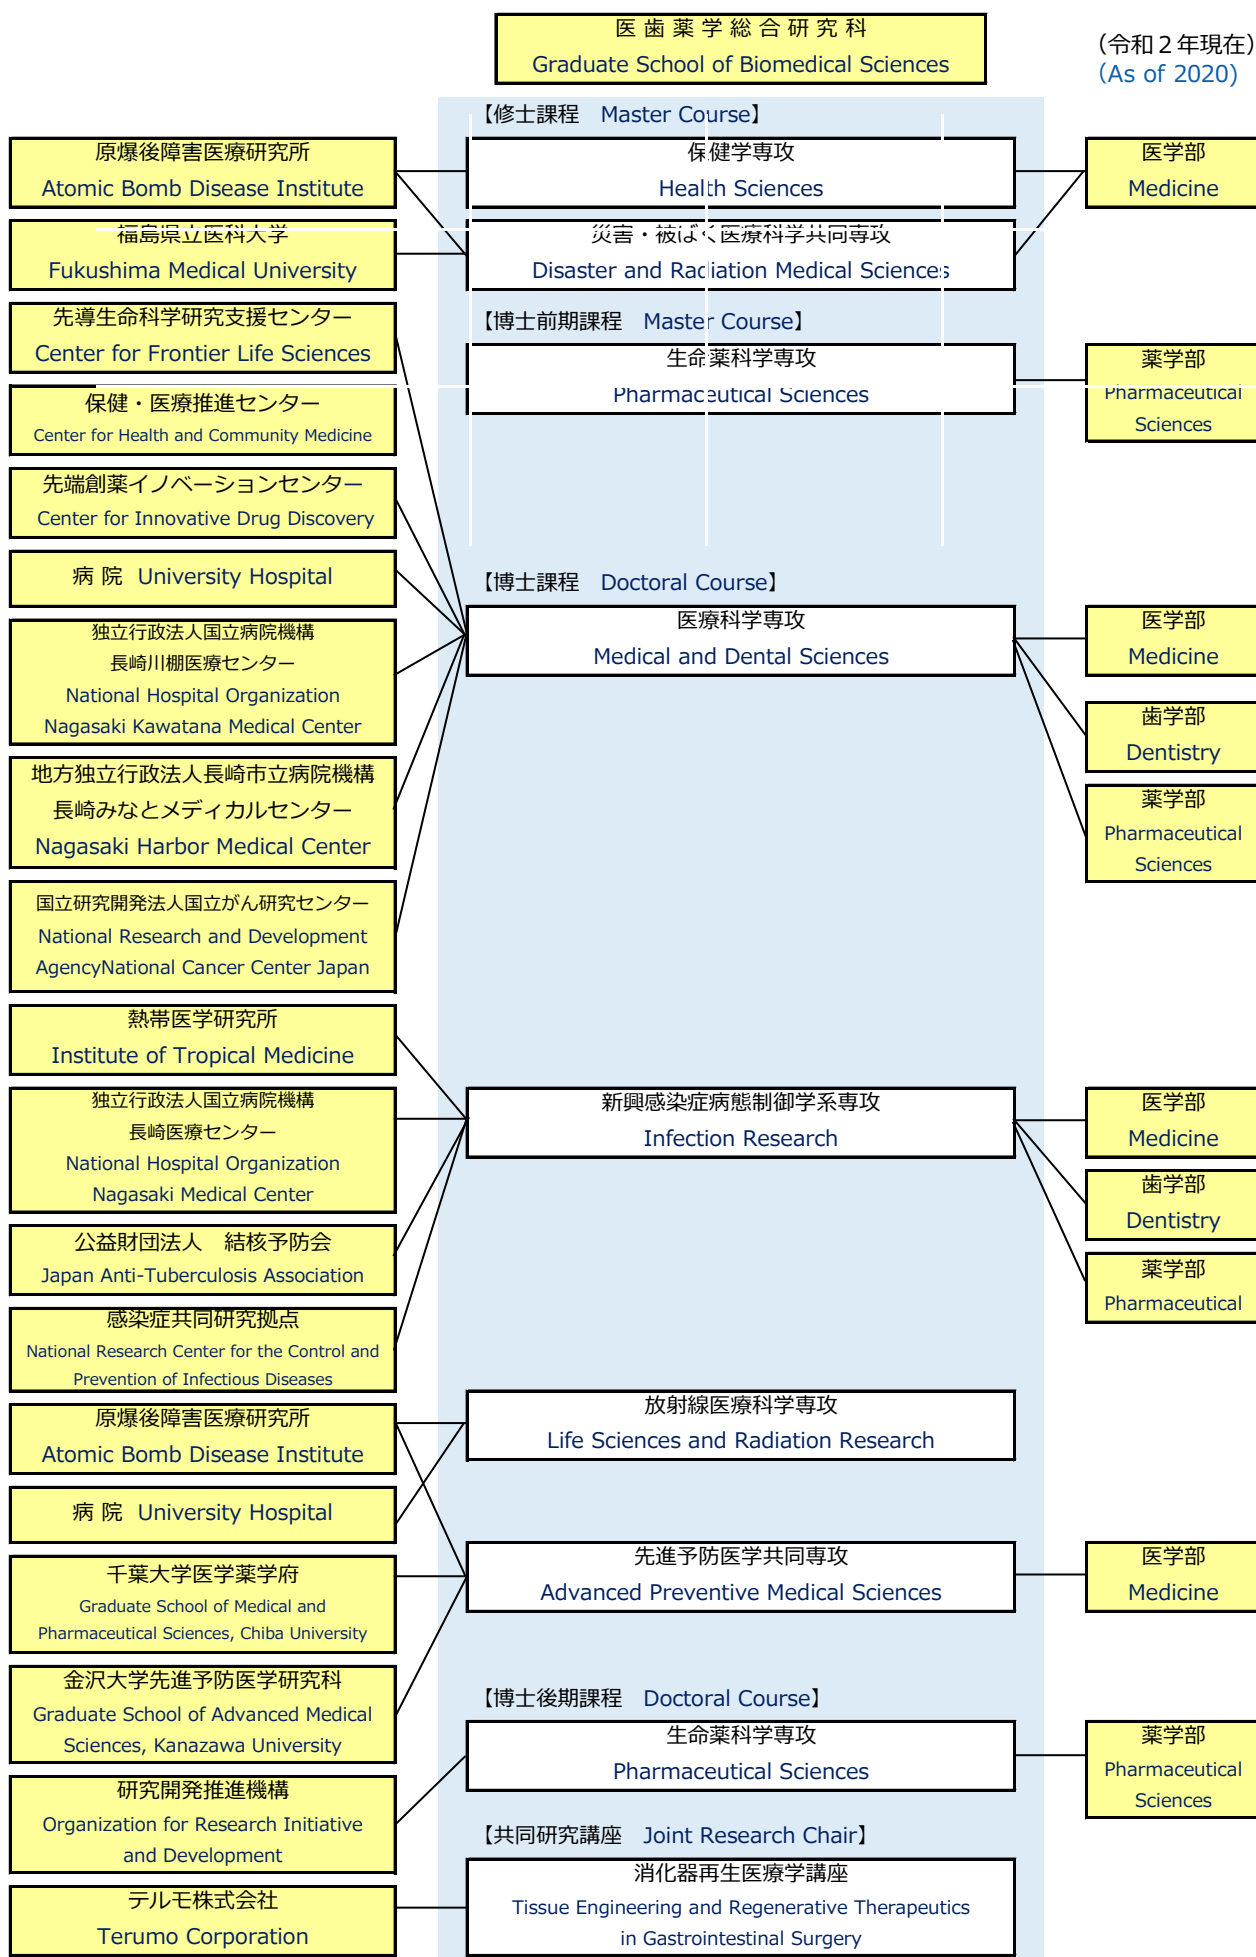 医歯薬学総合研究科
Graduate School of Biomedical Sciences
（令和２年現在）
（As of 2020)
【修士課程　Master Course】
原爆後障害医療研究所
Atomic Bomb Disease Institute
保健学専攻
Health Sciences
医学部
Medicine
福島県立医科大学
Fukushima Medical University
災害・被ばく医療科学共同専攻
Disaster and Radiation Medical Sciences
先導生命科学研究支援センター
Center for Frontier Life Sciences
【博士前期課程　Master Course】
生命薬科学専攻
Pharmaceutical Sciences
薬学部
Pharmaceutical
Sciences
保健・医療推進センター
Center for Health and Community Medicine
先端創薬イノベーションセンター
Center for Innovative Drug Discovery
病 院 University Hospital
【博士課程　Doctoral Course】
医療科学専攻
Medical and Dental Sciences
医学部
Medicine
独立行政法人国立病院機構
長崎川棚医療センター
National Hospital Organization
Nagasaki Kawatana Medical Center
歯学部
Dentistry
地方独立行政法人長崎市立病院機構
長崎みなとメディカルセンター
Nagasaki Harbor Medical Center
薬学部
Pharmaceutical
Sciences
国立研究開発法人国立がん研究センター
National Research and Development
AgencyNational Cancer Center Japan
熱帯医学研究所
Institute of Tropical Medicine
独立行政法人国立病院機構
長崎医療センター
National Hospital Organization
Nagasaki Medical Center
新興感染症病態制御学系専攻
Infection Research
医学部
Medicine
歯学部
Dentistry
公益財団法人　結核予防会
Japan Anti-Tuberculosis Association
薬学部
Pharmaceutical
感染症共同研究拠点
National Research Center for the Control and
Prevention of Infectious Diseases
原爆後障害医療研究所
Atomic Bomb Disease Institute
放射線医療科学専攻
Life Sciences and Radiation Research
病 院 University Hospital
千葉大学医学薬学府
Graduate School of Medical and
Pharmaceutical Sciences, Chiba University
先進予防医学共同専攻
Advanced Preventive Medical Sciences
医学部
Medicine
金沢大学先進予防医学研究科
Graduate School of Advanced Medical
Sciences, Kanazawa University
【博士後期課程　Doctoral Course】
生命薬科学専攻
Pharmaceutical Sciences
薬学部
Pharmaceutical
Sciences
研究開発推進機構
Organization for Research Initiative
and Development
【共同研究講座　Joint Research Chair】
テルモ株式会社
Terumo Corporation
消化器再生医療学講座
Tissue Engineering and Regenerative Therapeutics
in Gastrointestinal Surgery